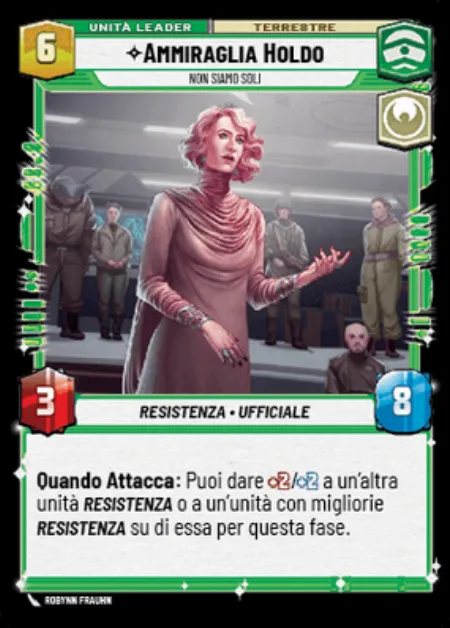 UNITÀ LEADER
TERRESTRE
6
AMMIRAGLIA HOLDO
NON SIAMO SOLI
3
RESISTENZA • UFFICIALE
8
Quando Attacca: Puoi dare +2/+2 a un'altra
unità RESISTENZA o a un'unità con migliorie
RESISTENZA su di essa per questa fase.
ROBYNN FRAUHN